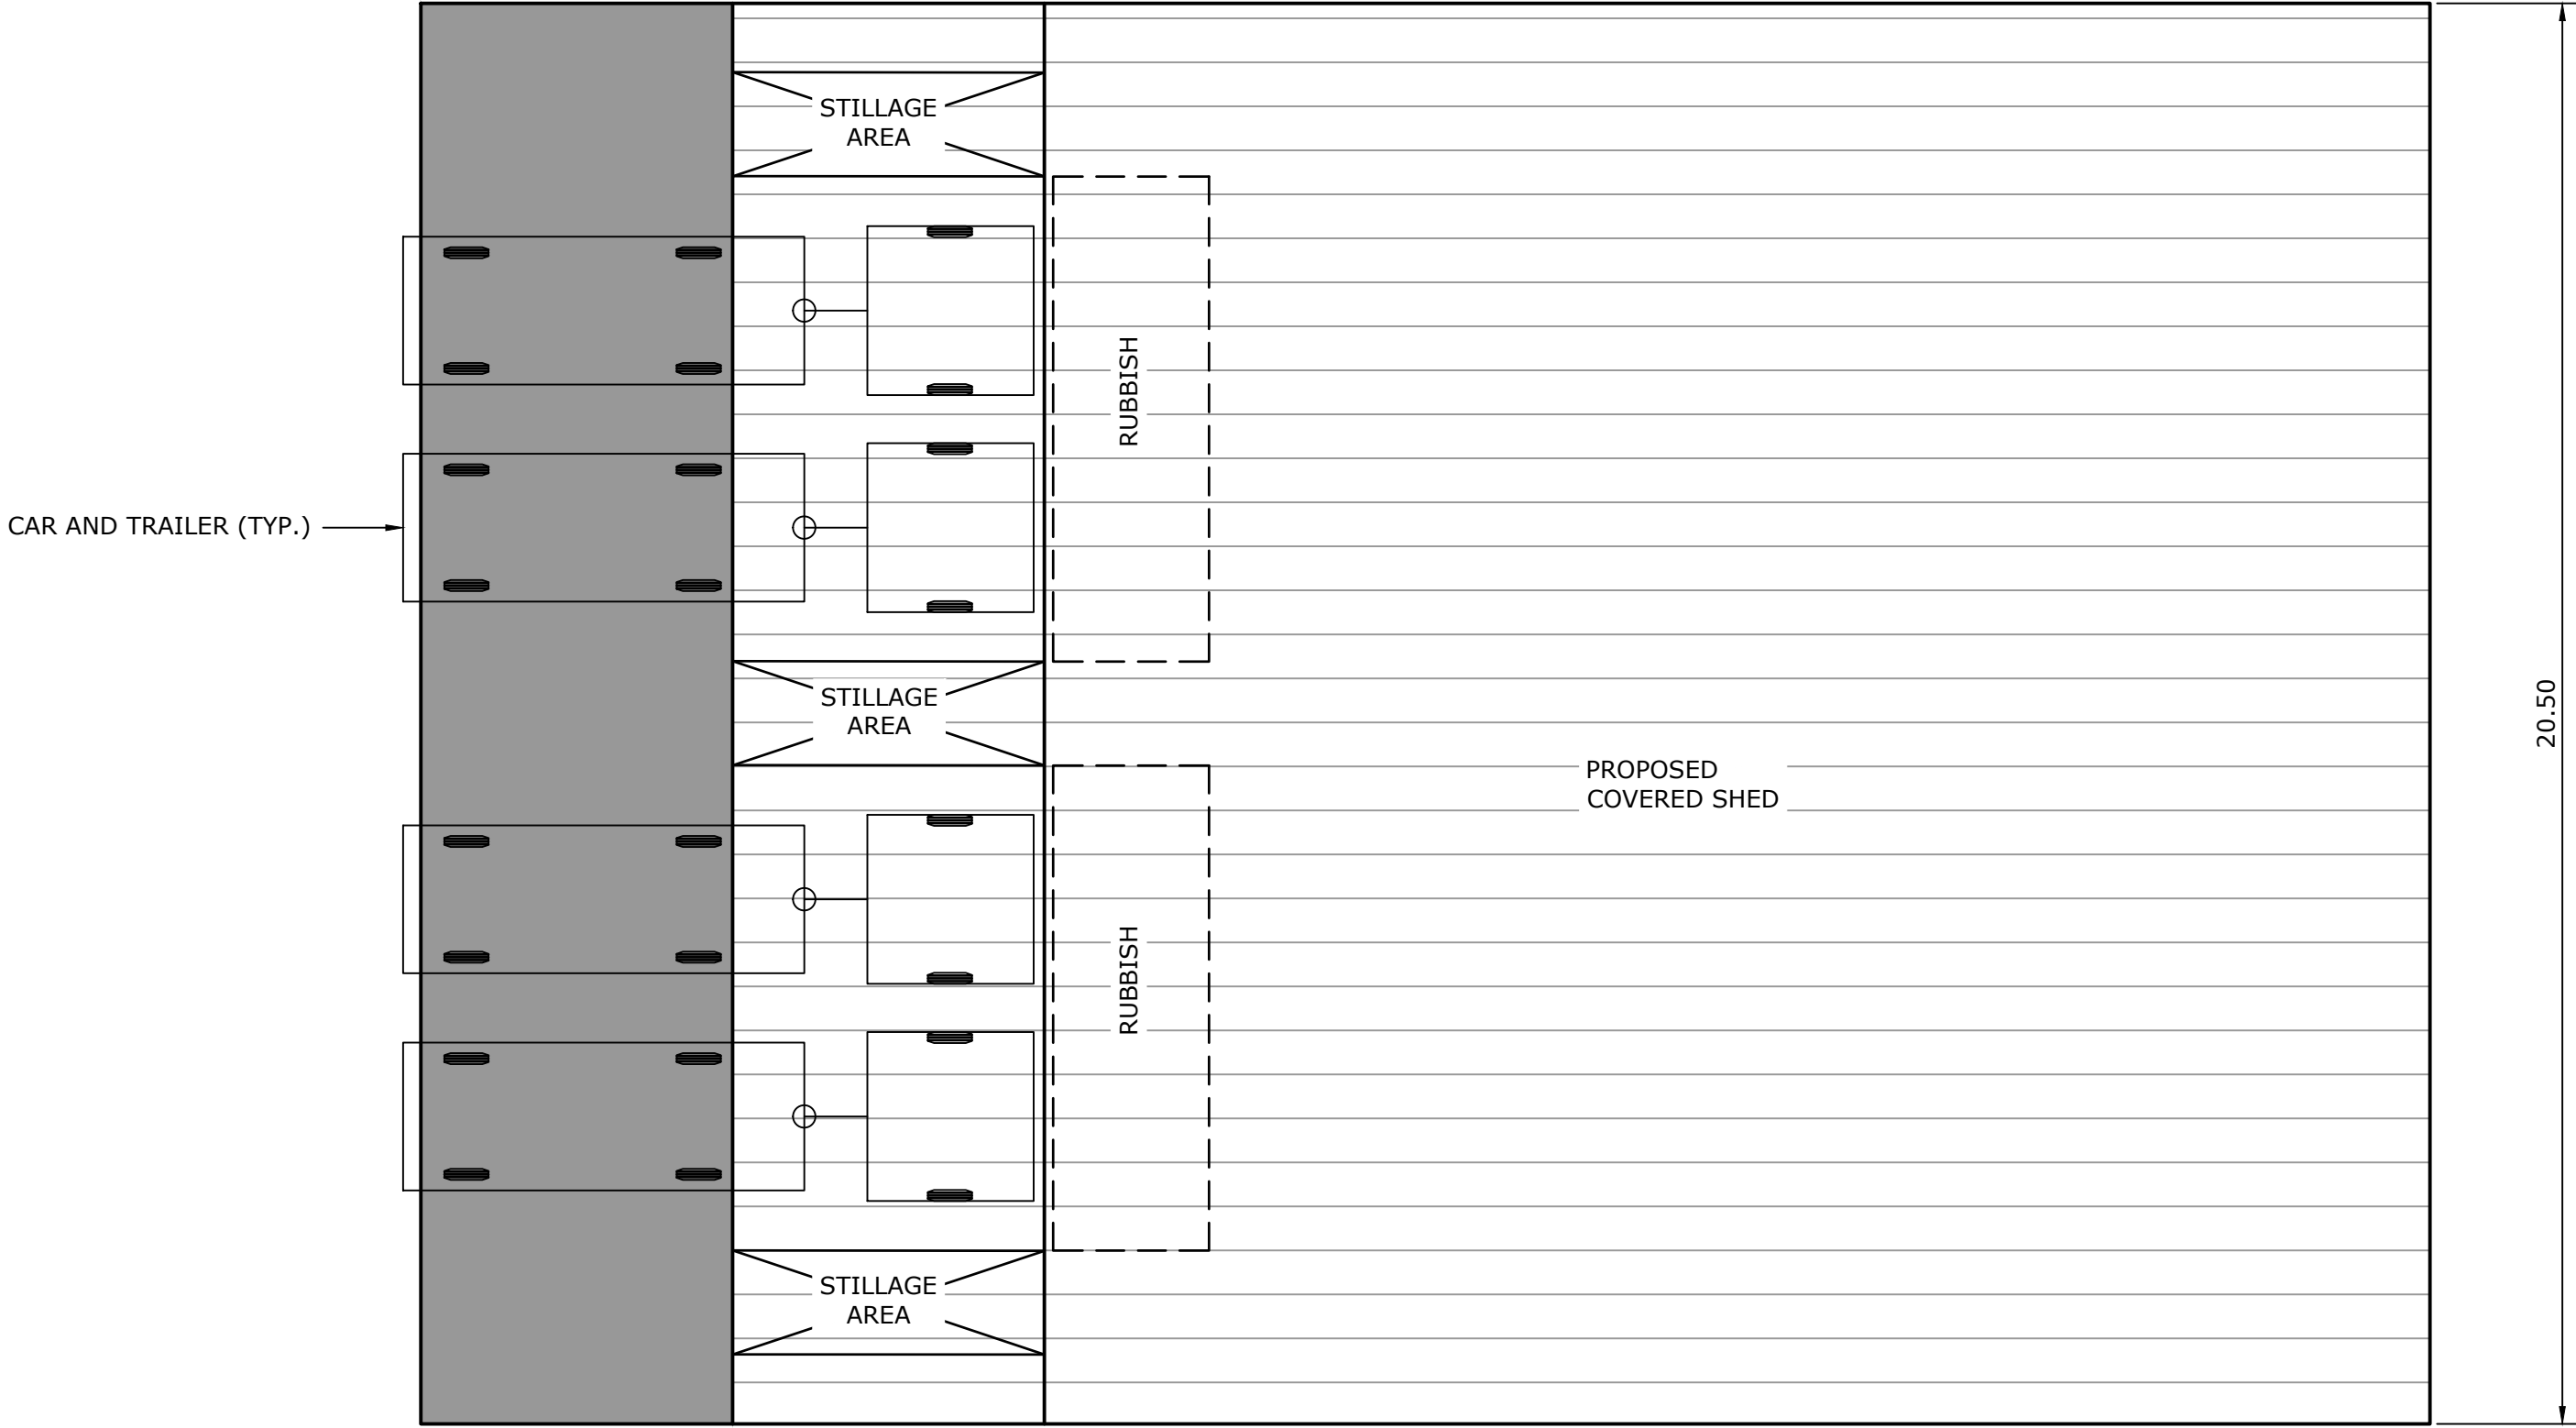 STILLAGE
AREA
RUBBISH
CAR AND TRAILER (TYP.)
STILLAGE
AREA
20.50
PROPOSED
COVERED SHED
RUBBISH
STILLAGE
AREA